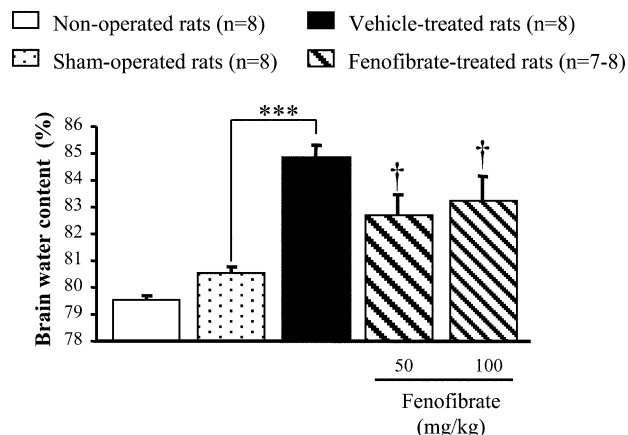 Non-operated rats (n=8)
Vehicle-treated rats (n=8)
Sham-operated rats (n=8)
Fenofibrate-treated rats (n=7-8)
Brain water content (%)
86
85
84
83
82
81
80
79
78
***
†
†
50
100
Fenofibrate
(mg/kg)